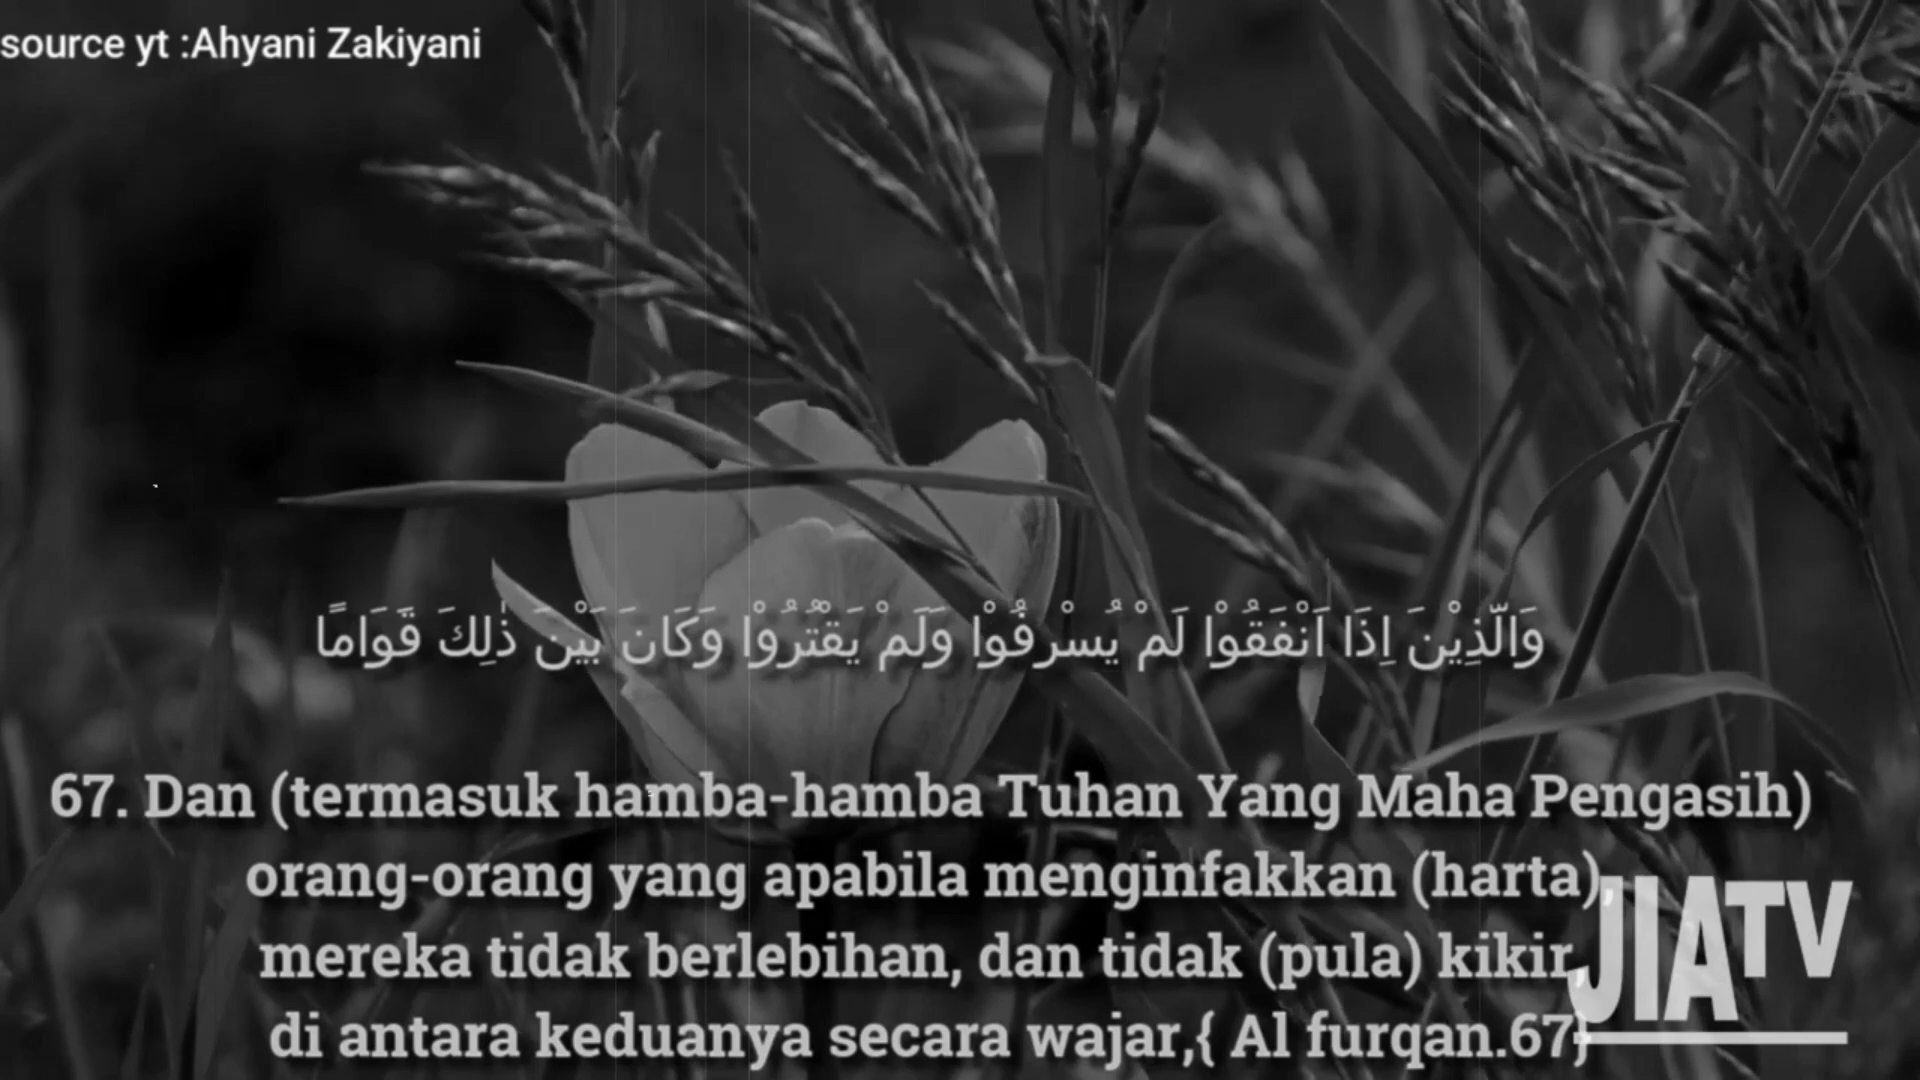 source yt :Ahyani Zakiyani
وَالَّذِيْنَ اِذَا اَنْفَقُوْا لَمْ يُسْرِفُوْا وَلَمْ يَقْتُرُوْا وَكَانَ بَيْنَ ذٰلِكَ قَوَامًا
67. Dan (termasuk hamba-hamba Tuhan Yang Maha Pengasih)
orang-orang yang apabila menginfakkan (harta),
mereka tidak berlebihan, dan tidak (pula) kikir,
di antara keduanya secara wajar,{ Al furqan.67}
JIATV